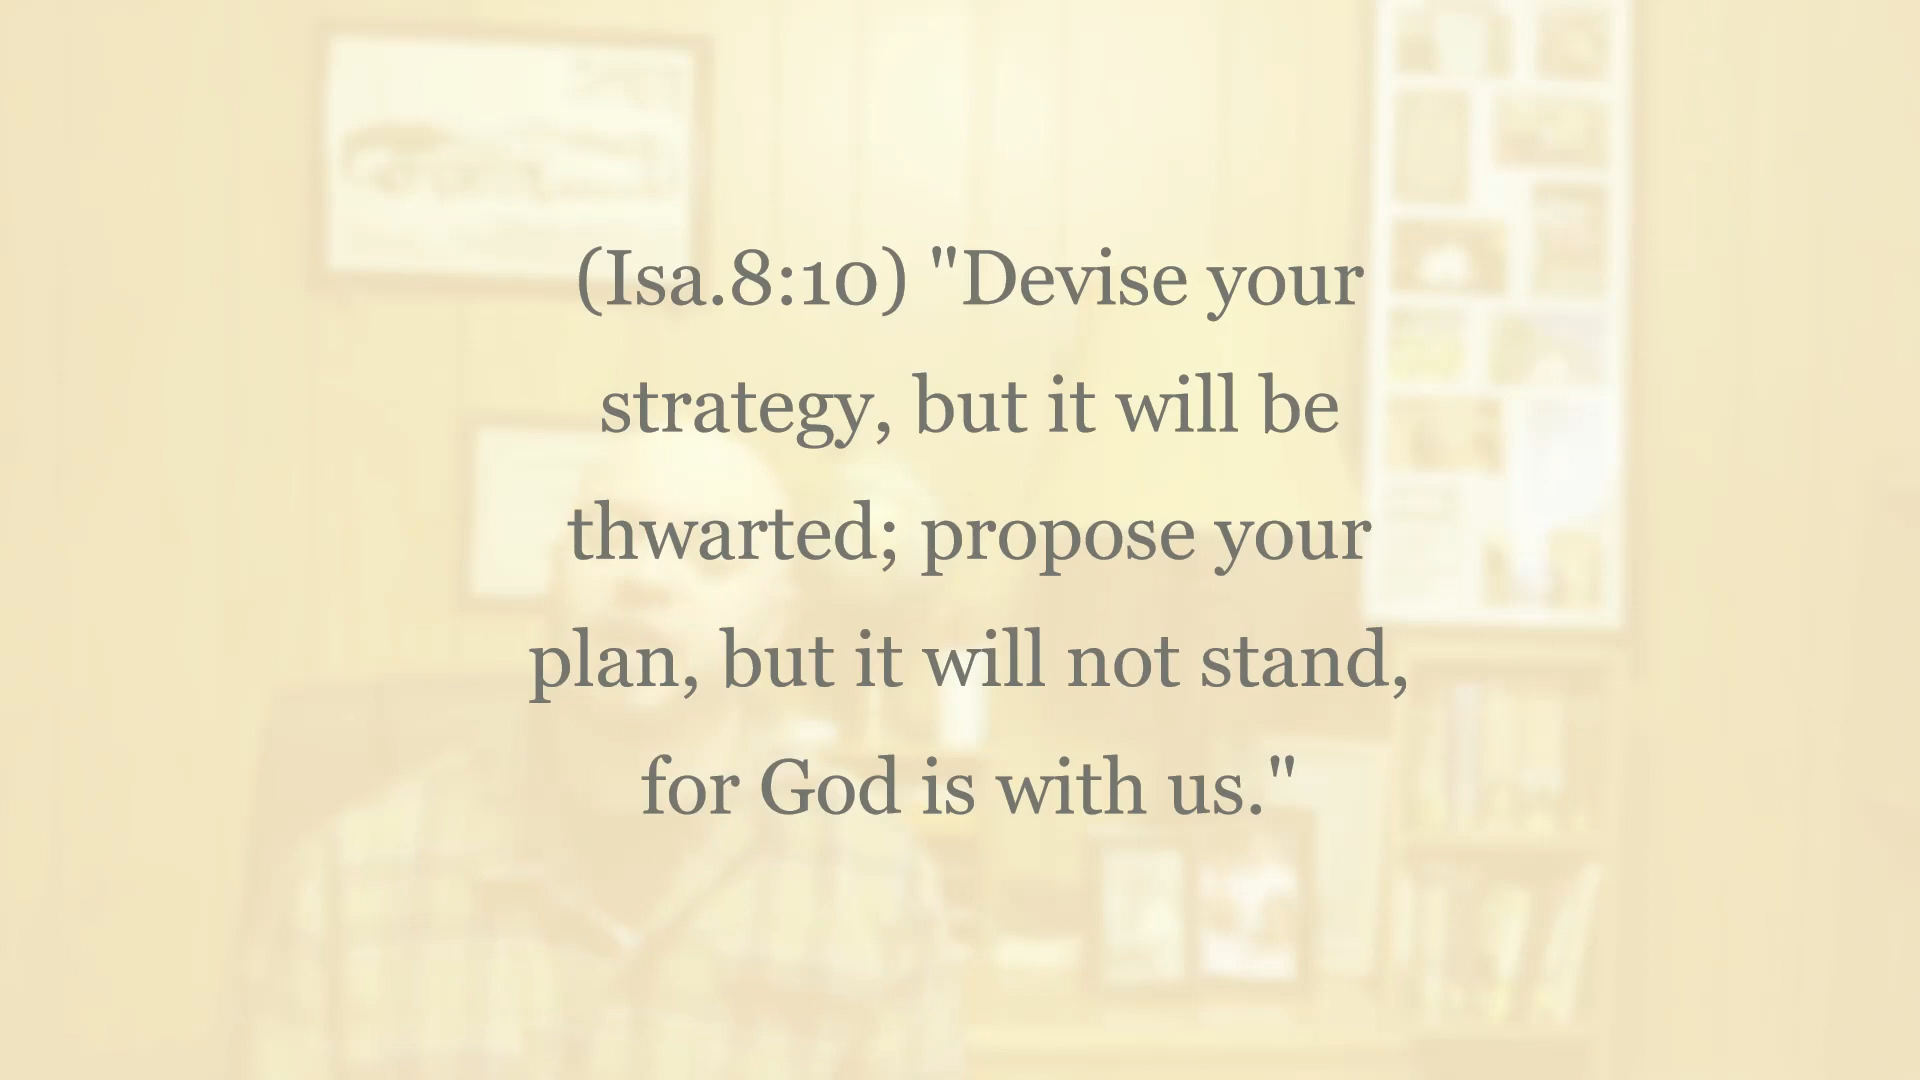 (Isa.8:10) "Devise your
strategy, but it will be
thwarted; propose your
plan, but it will not stand,
for God is with us."